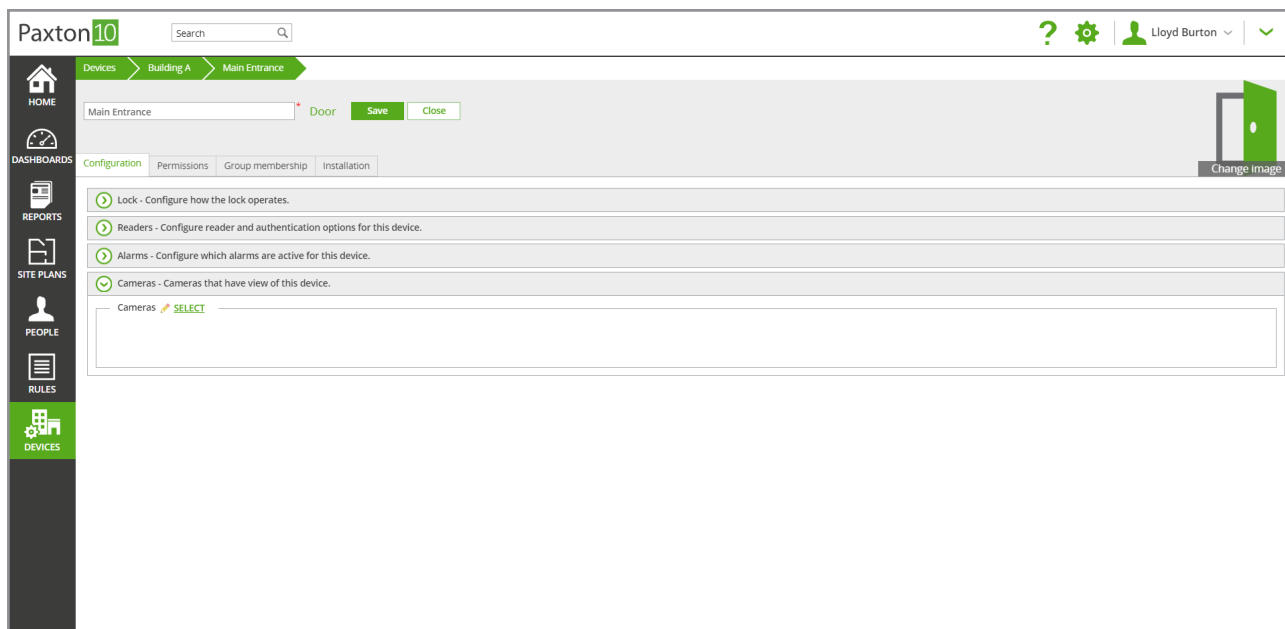 Paxton10
Search
? Lloyd Burton
HOME
DASHBOARDS
REPORTS
SITE PLANS
PEOPLE
RULES
DEVICES
Devices Building A Main Entrance
Main Entrance * Door Save Close
Change image
Configuration Permissions Group membership Installation
Lock - Configure how the lock operates.
Readers - Configure reader and authentication options for this device.
Alarms - Configure which alarms are active for this device.
Cameras - Cameras that have view of this device.
Cameras SELECT